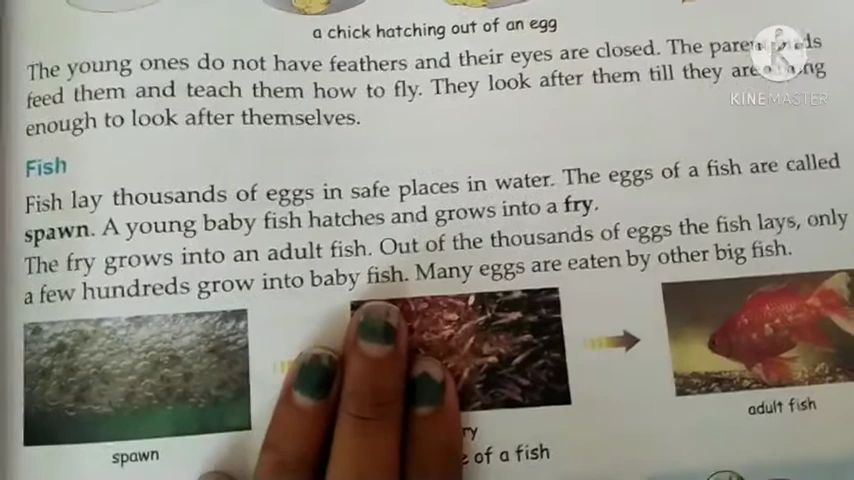 a chick hatching out of an egg
The young ones do not have feathers and their eyes are closed. The
feed them and teach them how to fly. They look after them till they are
enough to look after themselves.
Fish
Fish lay thousands of eggs in safe places in water. The eggs of a fish are called
spawn. A young baby fish hatches and grows into a fry.
The fry grows into an adult fish. Out of the thousands of eggs the fish lays, only
a few hundreds grow into baby fish. Many eggs are eaten by other big fish.
spawn
adult fish
of a fish
K
KINEMASTER